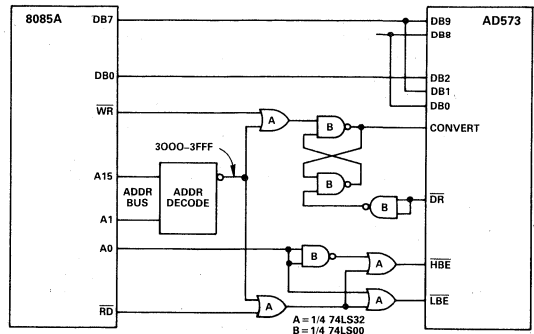 8085A
DB7
DB0
WR
3000–3FFF
A15
ADDR
BUS
ADDR
DECODE
A1
A0
RD
A
B
B
B
B
A
A
A
A = 1/4 74LS32
B = 1/4 74LS00
AD573
DB9
DB8
DB2
DB1
DB0
CONVERT
DR
HBE
LBE